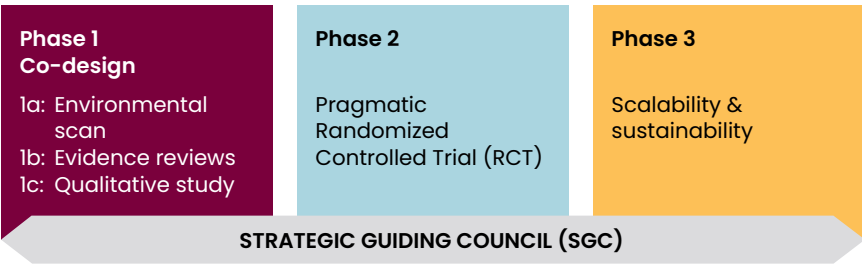 Phase 1
Co-design
1a: Environmental
scan
1b: Evidence reviews
1c: Qualitative study
Phase 2
Pragmatic
Randomized
Controlled Trial (RCT)
Phase 3
Scalability &
sustainability
STRATEGIC GUIDING COUNCIL (SGC)